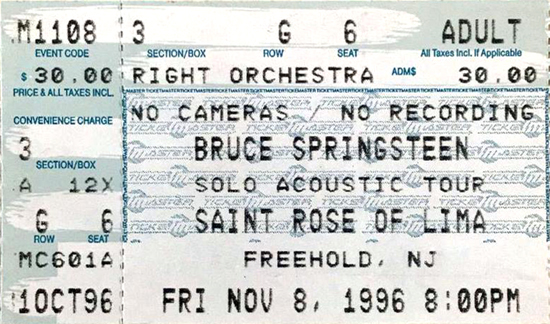 M1108 3 G 6 ADULT
EVENT CODE SECTION/BOX ROW SEAT All Taxes Incl. If Applicable
$ 30.00 RIGHT ORCHESTRA ADM$ 30.00
PRICE & ALL TAXES INCL.
CONVENIENCE CHARGE NO CAMERAS / NO RECORDING
3 BRUCE SPRINGSTEEN
SECTION/BOX
A 12X SOLO ACOUSTIC TOUR
G 6 SAINT ROSE OF LIMA
ROW SEAT
MC601A FREEHOLD, NJ
10CT96 FRI NOV 8, 1996 8:00PM